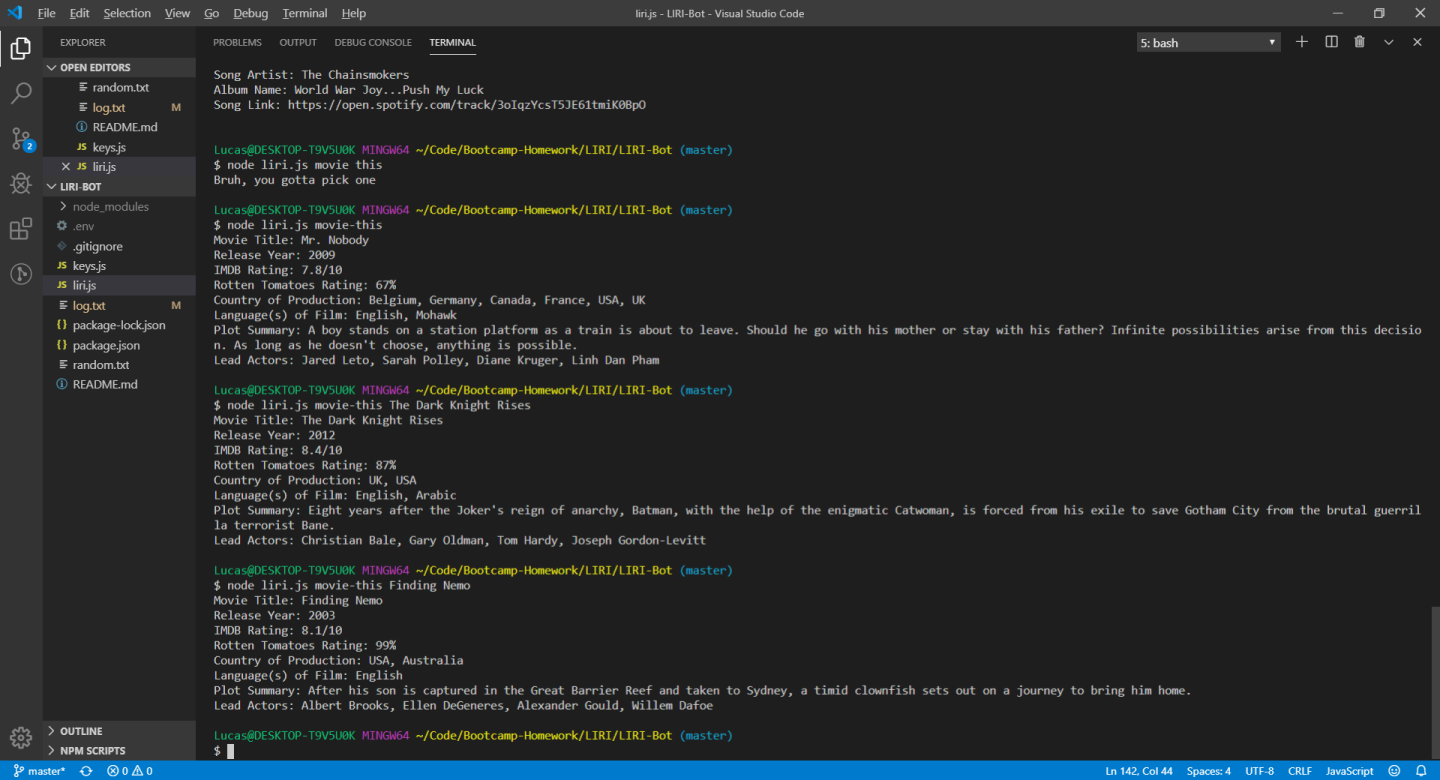 File Edit Selection View Go Debug Terminal Help
liri.js - LIRI-Bot - Visual Studio Code
EXPLORER
OPEN EDITORS
random.txt
log.txt M
README.md
JS keys.js
JS liri.js
LIRI-BOT
node_modules
.env
.gitignore
JS keys.js
JS liri.js
log.txt M
{} package-lock.json
{} package.json
random.txt
README.md
OUTLINE
NPM SCRIPTS
2
PROBLEMS OUTPUT DEBUG CONSOLE TERMINAL
5: bash
Song Artist: The Chainsmokers
Album Name: World War Joy...Push My Luck
Song Link: https://open.spotify.com/track/3oIqzYcsT5JE61tmiK0BpO
Lucas@DESKTOP-T9V5U0K MINGW64 ~/Code/Bootcamp-Homework/LIRI/LIRI-Bot (master)
$ node liri.js movie this
Bruh, you gotta pick one
Lucas@DESKTOP-T9V5U0K MINGW64 ~/Code/Bootcamp-Homework/LIRI/LIRI-Bot (master)
$ node liri.js movie-this
Movie Title: Mr. Nobody
Release Year: 2009
IMDB Rating: 7.8/10
Rotten Tomatoes Rating: 67%
Country of Production: Belgium, Germany, Canada, France, USA, UK
Language(s) of Film: English, Mohawk
Plot Summary: A boy stands on a station platform as a train is about to leave. Should he go with his mother or stay with his father? Infinite possibilities arise from this decisio
n. As long as he doesn't choose, anything is possible.
Lead Actors: Jared Leto, Sarah Polley, Diane Kruger, Linh Dan Pham
Lucas@DESKTOP-T9V5U0K MINGW64 ~/Code/Bootcamp-Homework/LIRI/LIRI-Bot (master)
$ node liri.js movie-this The Dark Knight Rises
Movie Title: The Dark Knight Rises
Release Year: 2012
IMDB Rating: 8.4/10
Rotten Tomatoes Rating: 87%
Country of Production: UK, USA
Language(s) of Film: English, Arabic
Plot Summary: Eight years after the Joker's reign of anarchy, Batman, with the help of the enigmatic Catwoman, is forced from his exile to save Gotham City from the brutal guerril
la terrorist Bane.
Lead Actors: Christian Bale, Gary Oldman, Tom Hardy, Joseph Gordon-Levitt
Lucas@DESKTOP-T9V5U0K MINGW64 ~/Code/Bootcamp-Homework/LIRI/LIRI-Bot (master)
$ node liri.js movie-this Finding Nemo
Movie Title: Finding Nemo
Release Year: 2003
IMDB Rating: 8.1/10
Rotten Tomatoes Rating: 99%
Country of Production: USA, Australia
Language(s) of Film: English
Plot Summary: After his son is captured in the Great Barrier Reef and taken to Sydney, a timid clownfish sets out on a journey to bring him home.
Lead Actors: Albert Brooks, Ellen DeGeneres, Alexander Gould, Willem Dafoe
Lucas@DESKTOP-T9V5U0K MINGW64 ~/Code/Bootcamp-Homework/LIRI/LIRI-Bot (master)
$
master* 0 0 Ln 142, Col 44 Spaces: 4 UTF-8 CRLF JavaScript